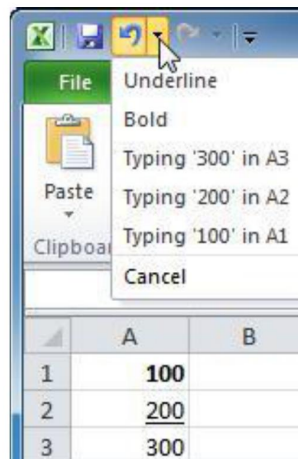 File
Underline
Bold
Typing '300' in A3
Typing '200' in A2
Typing '100' in A1
Cancel
Paste
Clipboa
A B
1 100
2 200
3 300